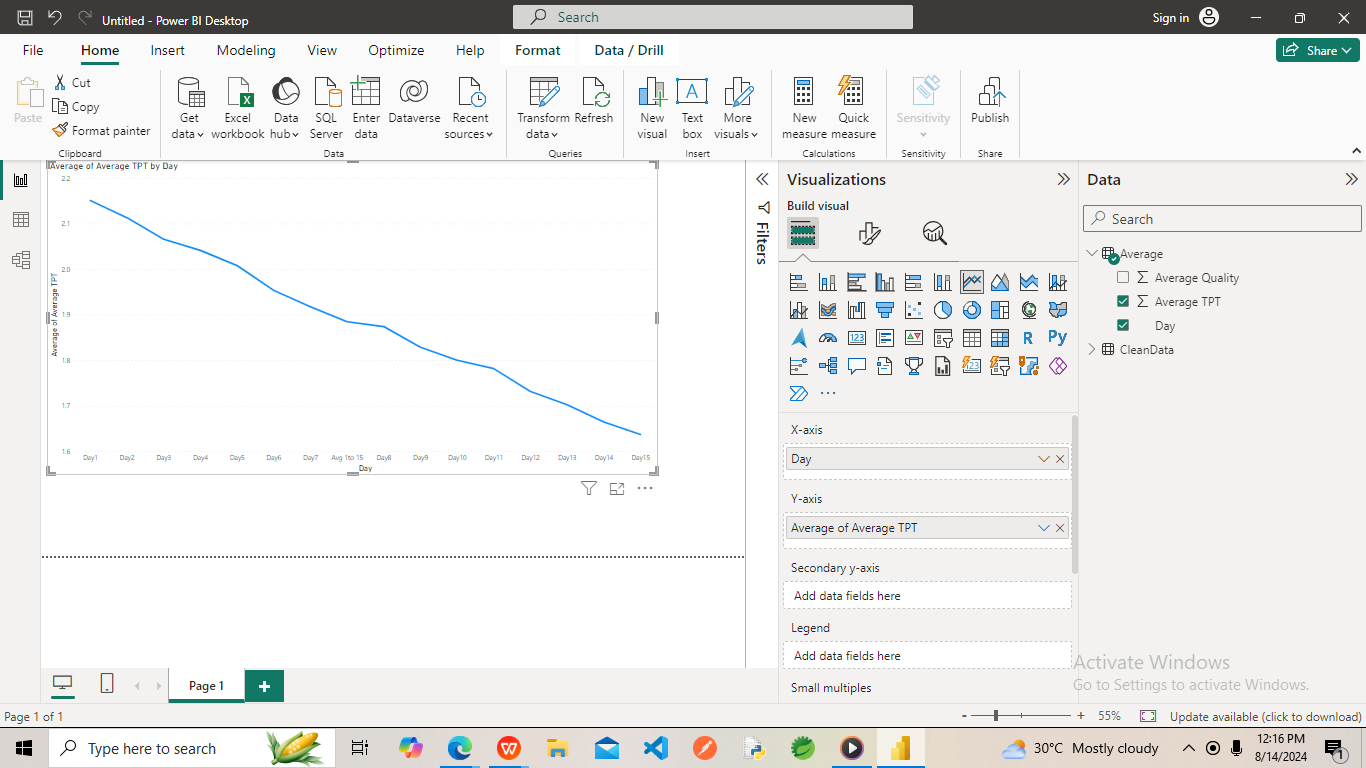 Untitled - Power BI Desktop
Search
Sign in
File Home Insert Modeling View Optimize Help Format Data / Drill
Share
Paste
Cut
Copy
Format painter
Clipboard
Get data
Excel workbook
Data hub
SQL Server
Enter data
Dataverse
Recent sources
Data
Transform data
Refresh
Queries
New visual
Text box
More visuals
Insert
New measure
Quick measure
Calculations
Sensitivity
Sensitivity
Publish
Share
Average of Average TPT by Day
2.2
2.1
2.0
1.9
1.8
1.7
1.6
Average of Average TPT
Day1 Day2 Day3 Day4 Day5 Day6 Day7 Avg 1to 15 Day8 Day9 Day10 Day11 Day12 Day13 Day14 Day15
Day
Filters
Visualizations
Build visual
123
R
Py
X-axis
Day
Y-axis
Average of Average TPT
Secondary y-axis
Add data fields here
Legend
Add data fields here
Small multiples
Data
Search
Average
Σ Average Quality
Σ Average TPT
Day
CleanData
Activate Windows
Go to Settings to activate Windows.
Page 1
Page 1 of 1
- + 55%
Update available (click to download)
Type here to search
30°C Mostly cloudy
12:16 PM
8/14/2024
1